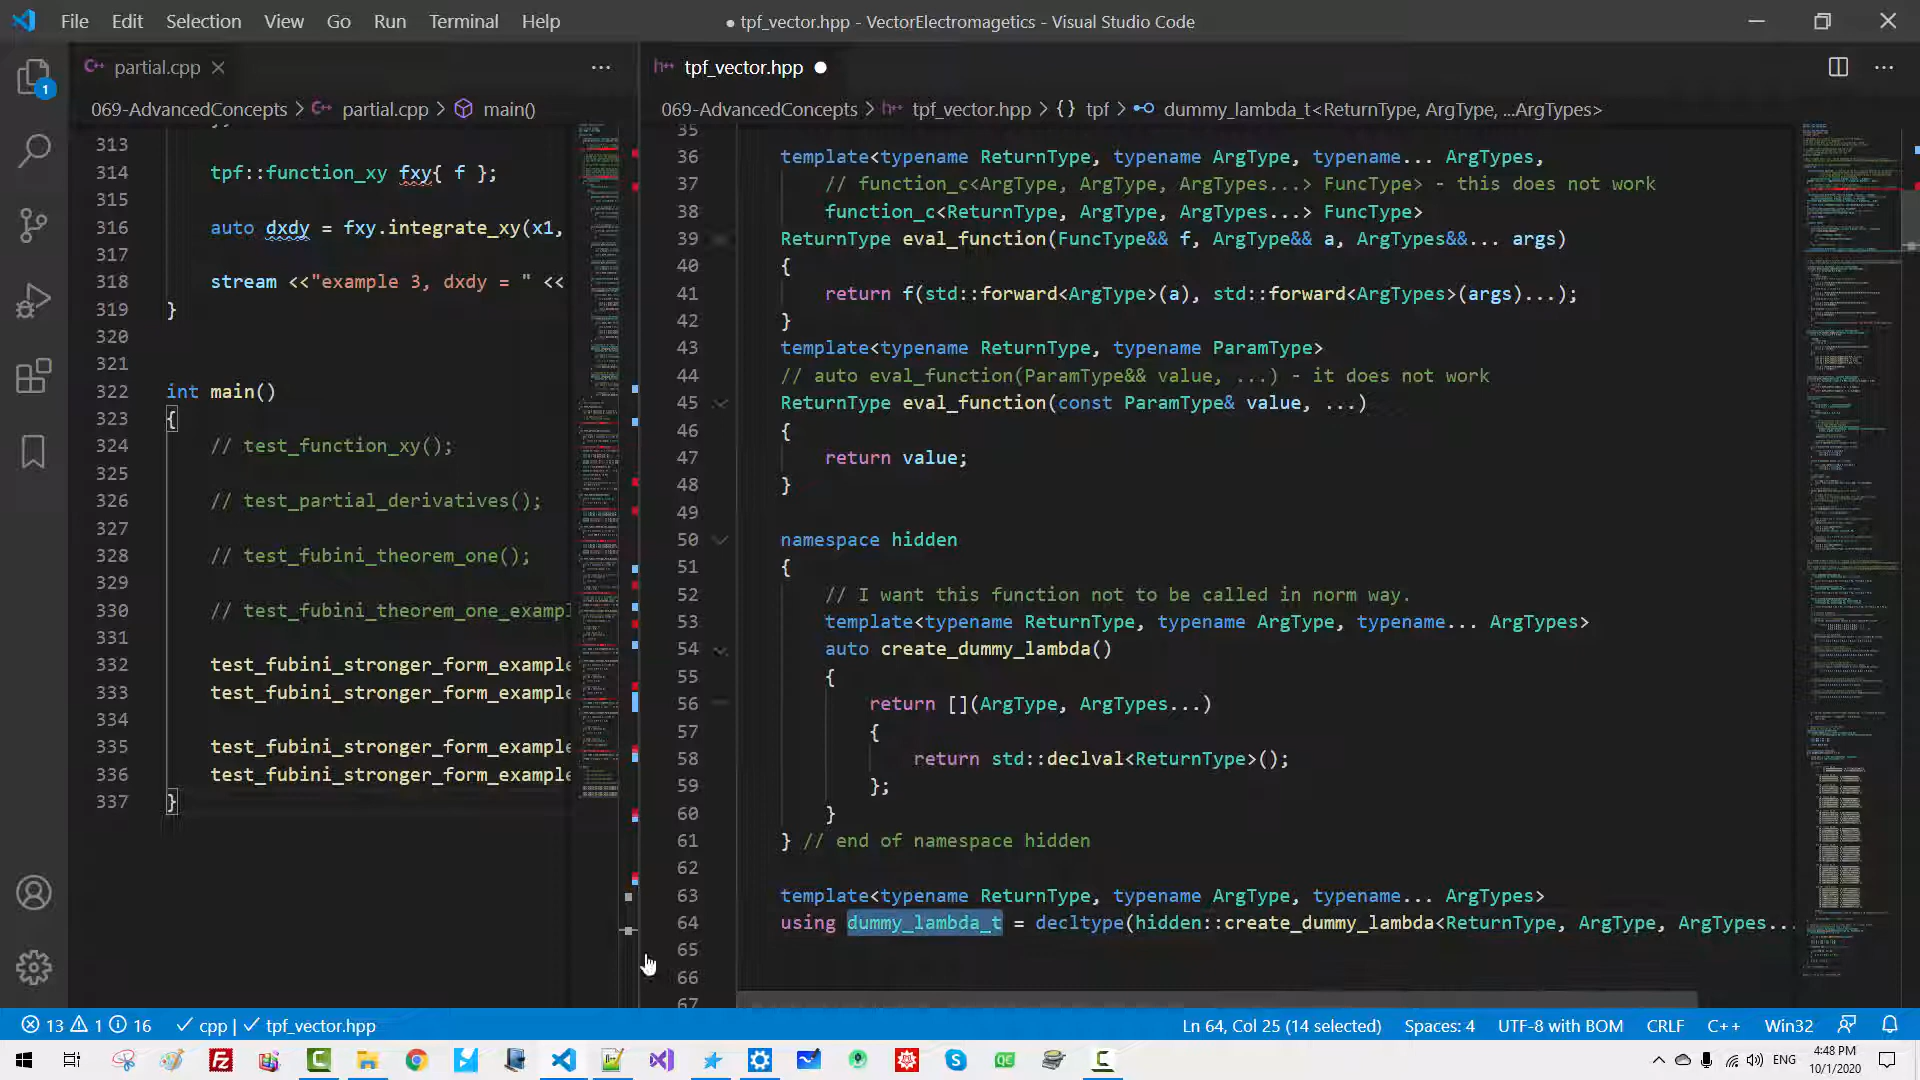 File Edit Selection View Go Run Terminal Help
● tpf_vector.hpp - VectorElectromagetics - Visual Studio Code
partial.cpp
069-AdvancedConcepts > partial.cpp > main()
313
314 tpf::function_xy fxy{ f };
315
316 auto dxdy = fxy.integrate_xy(x1,
317
318 stream <<"example 3, dxdy = " <<
319 }
320
321
322 int main()
323 {
324 // test_function_xy();
325
326 // test_partial_derivatives();
327
328 // test_fubini_theorem_one();
329
330 // test_fubini_theorem_one_exampl
331
332 test_fubini_stronger_form_example
333 test_fubini_stronger_form_example
334
335 test_fubini_stronger_form_example
336 test_fubini_stronger_form_example
337 }
tpf_vector.hpp ●
069-AdvancedConcepts > tpf_vector.hpp > {} tpf > dummy_lambda_t<ReturnType, ArgType, ...ArgTypes>
35
36 template<typename ReturnType, typename ArgType, typename... ArgTypes,
37 // function_c<ArgType, ArgType, ArgTypes...> FuncType> - this does not work
38 function_c<ReturnType, ArgType, ArgTypes...> FuncType>
39 ReturnType eval_function(FuncType&& f, ArgType&& a, ArgTypes&&... args)
40 {
41 return f(std::forward<ArgType>(a), std::forward<ArgTypes>(args)...);
42 }
43 template<typename ReturnType, typename ParamType>
44 // auto eval_function(ParamType&& value, ...) - it does not work
45 ReturnType eval_function(const ParamType& value, ...)
46 {
47 return value;
48 }
49
50 namespace hidden
51 {
52 // I want this function not to be called in norm way.
53 template<typename ReturnType, typename ArgType, typename... ArgTypes>
54 auto create_dummy_lambda()
55 {
56 return [](ArgType, ArgTypes...)
57 {
58 return std::declval<ReturnType>();
59 };
60 }
61 } // end of namespace hidden
62
63 template<typename ReturnType, typename ArgType, typename... ArgTypes>
64 using dummy_lambda_t = decltype(hidden::create_dummy_lambda<ReturnType, ArgType, ArgTypes...
65
66
67
13 1 16 cpp | tpf_vector.hpp
Ln 64, Col 25 (14 selected) Spaces: 4 UTF-8 with BOM CRLF C++ Win32
ENG
4:48 PM
10/1/2020